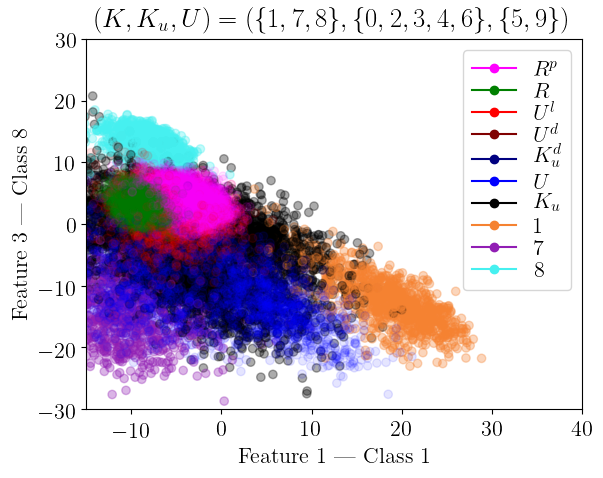 (K, K_u, U) = ({1, 7, 8}, {0, 2, 3, 4, 6}, {5, 9})
30
20
10
0
−10
−20
−30
Feature 3 — Class 8
R^p
R
U^l
U^d
K_u^d
U
K_u
1
7
8
−10
0
10
20
30
40
Feature 1 — Class 1